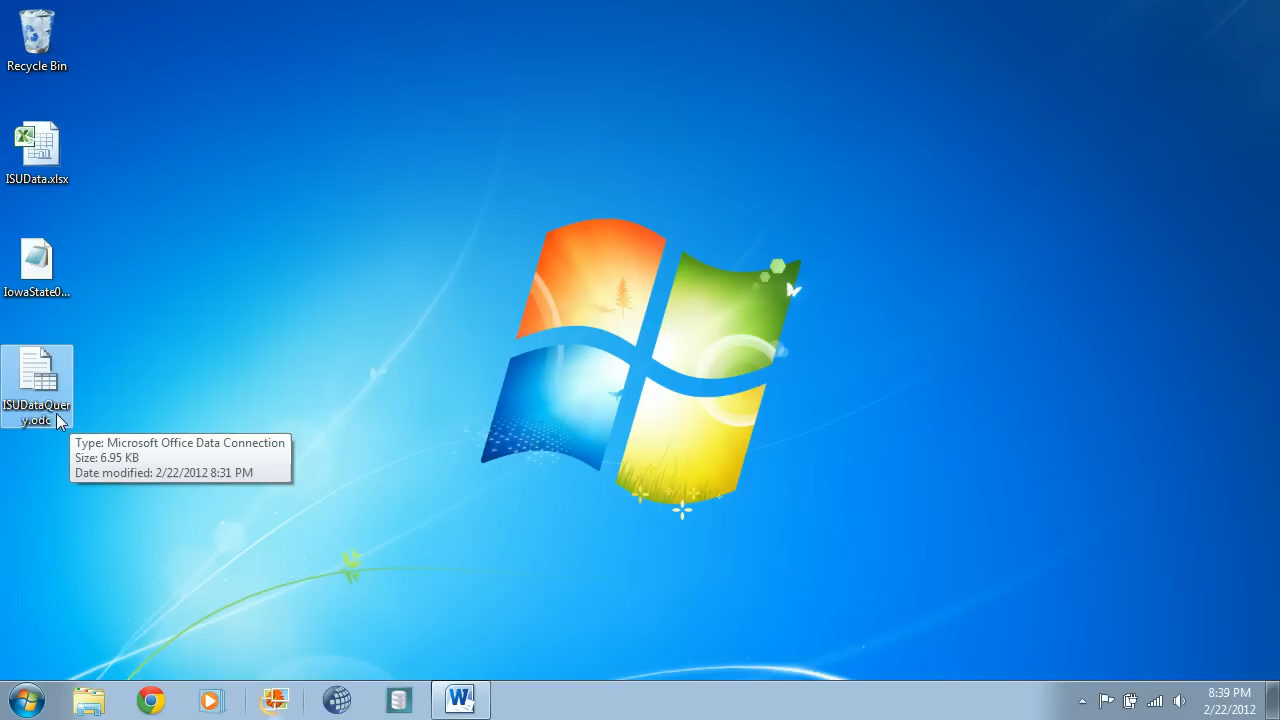 Recycle Bin
ISUData.xlsx
IowaState0...
ISUDataQuer
y.odc
Type: Microsoft Office Data Connection
Size: 6.95 KB
Date modified: 2/22/2012 8:31 PM
8:39 PM
2/22/2012